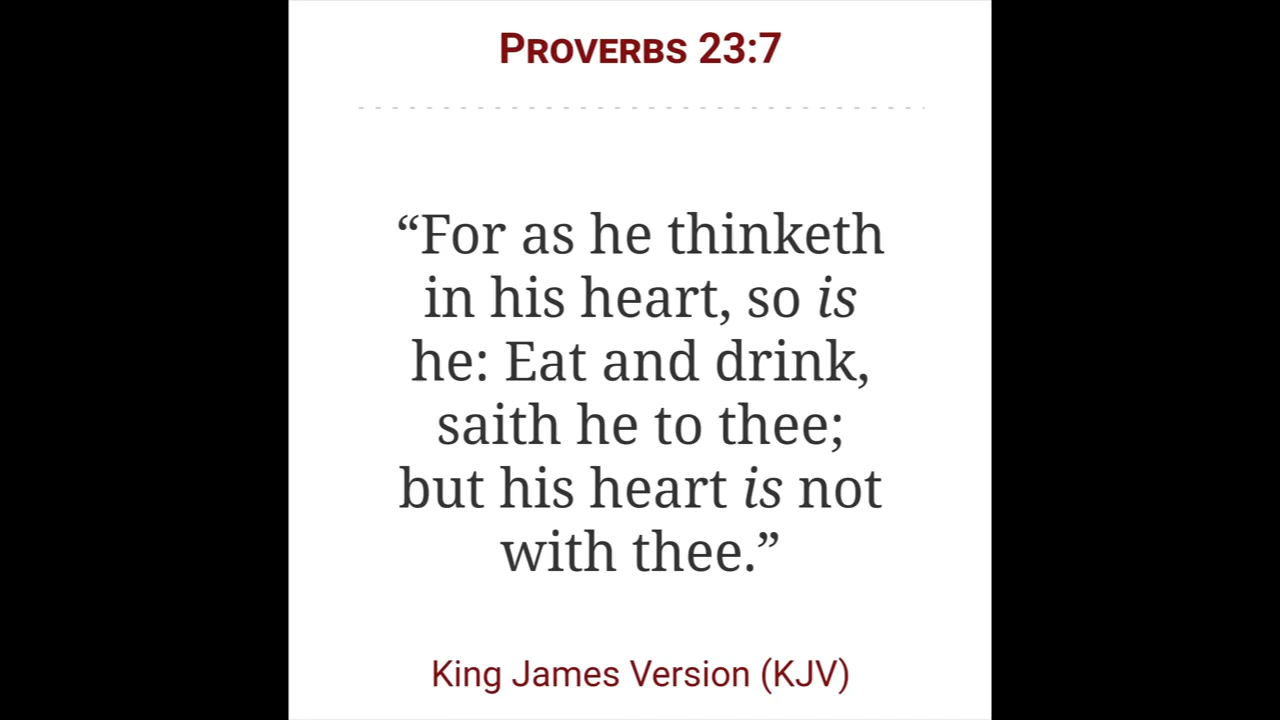 Proverbs 23:7
“For as he thinketh
in his heart, so is
he: Eat and drink,
saith he to thee;
but his heart is not
with thee.”
King James Version (KJV)